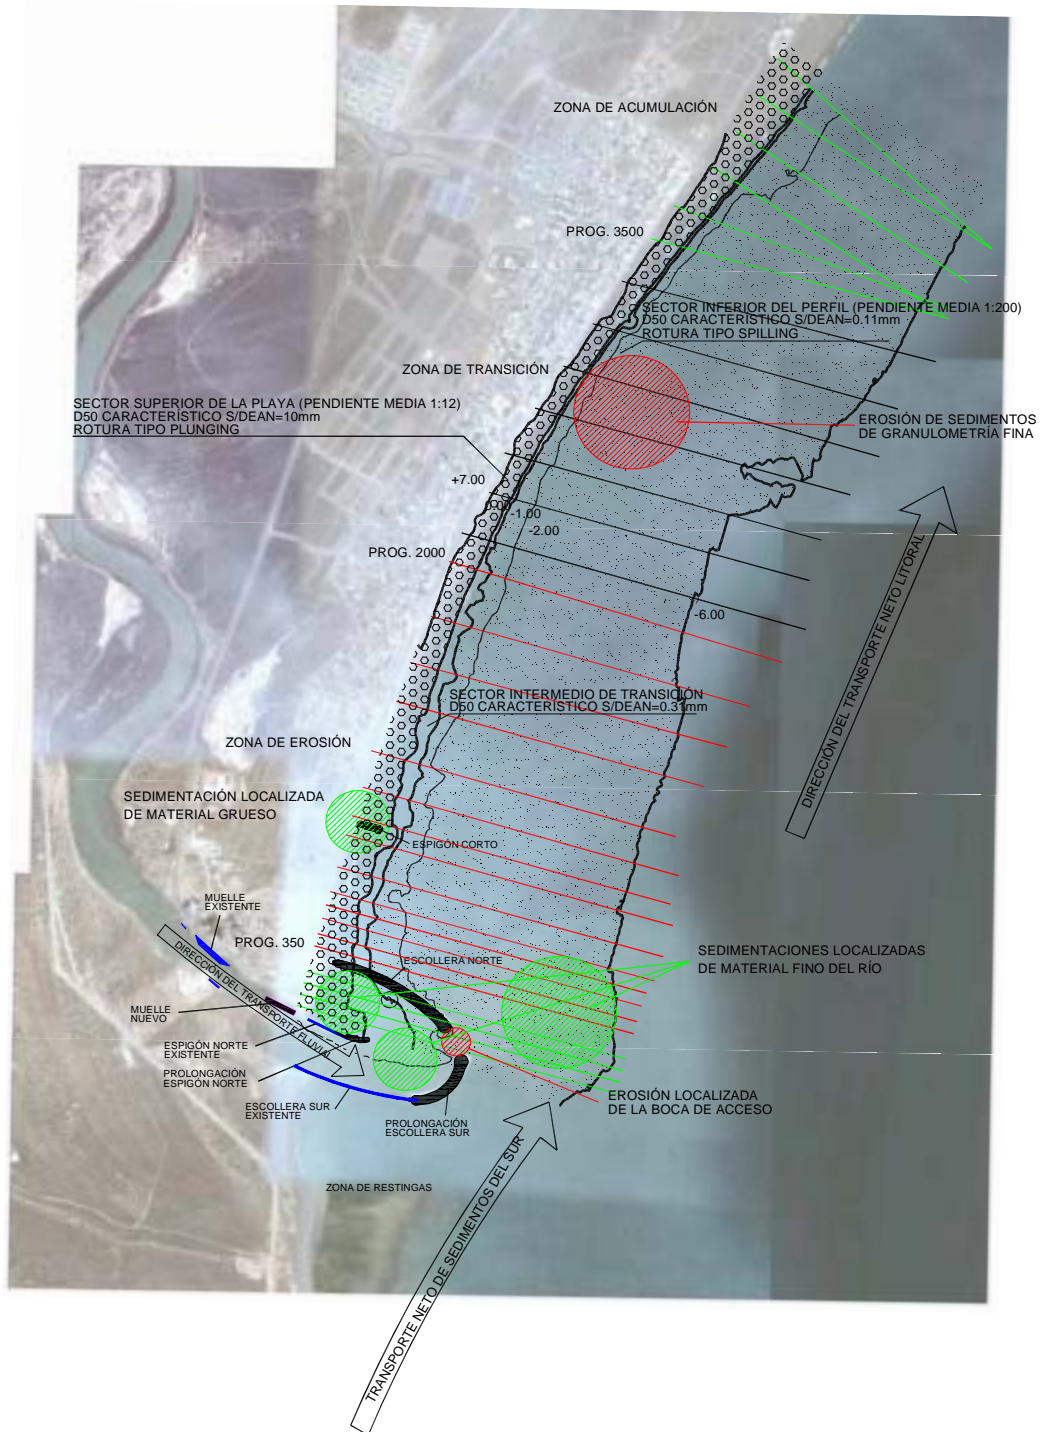 ZONA DE ACUMULACIÓN
PROG. 3500
SECTOR INFERIOR DEL PERFIL (PENDIENTE MEDIA 1:200)
D50 CARACTERÍSTICO S/DEAN=0.11mm
ROTURA TIPO SPILLING
ZONA DE TRANSICIÓN
SECTOR SUPERIOR DE LA PLAYA (PENDIENTE MEDIA 1:12)
D50 CARACTERÍSTICO S/DEAN=10mm
ROTURA TIPO PLUNGING
EROSIÓN DE SEDIMENTOS
DE GRANULOMETRÍA FINA
+7.00
-1.00
-2.00
PROG. 2000
-6.00
DIRECCIÓN DEL TRANSPORTE NETO LITORAL
SECTOR INTERMEDIO DE TRANSICIÓN
D50 CARACTERÍSTICO S/DEAN=0.31mm
ZONA DE EROSIÓN
SEDIMENTACIÓN LOCALIZADA
DE MATERIAL GRUESO
ESPIGÓN CORTO
MUELLE
EXISTENTE
PROG. 350
DIRECCIÓN DEL TRANSPORTE FLUVIAL
ESCOLLERA NORTE
SEDIMENTACIONES LOCALIZADAS
DE MATERIAL FINO DEL RÍO
MUELLE
NUEVO
ESPIGÓN NORTE
EXISTENTE
PROLONGACIÓN
ESPIGÓN NORTE
ESCOLLERA SUR
EXISTENTE
PROLONGACIÓN
ESCOLLERA SUR
EROSIÓN LOCALIZADA
DE LA BOCA DE ACCESO
ZONA DE RESTINGAS
TRANSPORTE NETO DE SEDIMENTOS DEL SUR